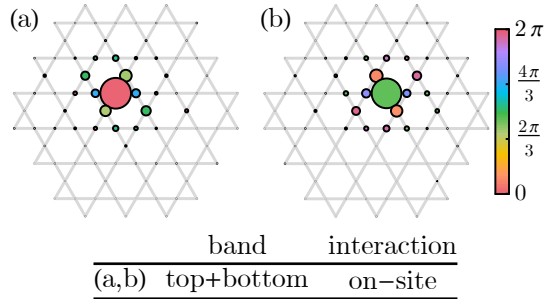 (a)
(b)
2π
4π/3
2π/3
0
band interaction
(a,b) top+bottom on−site